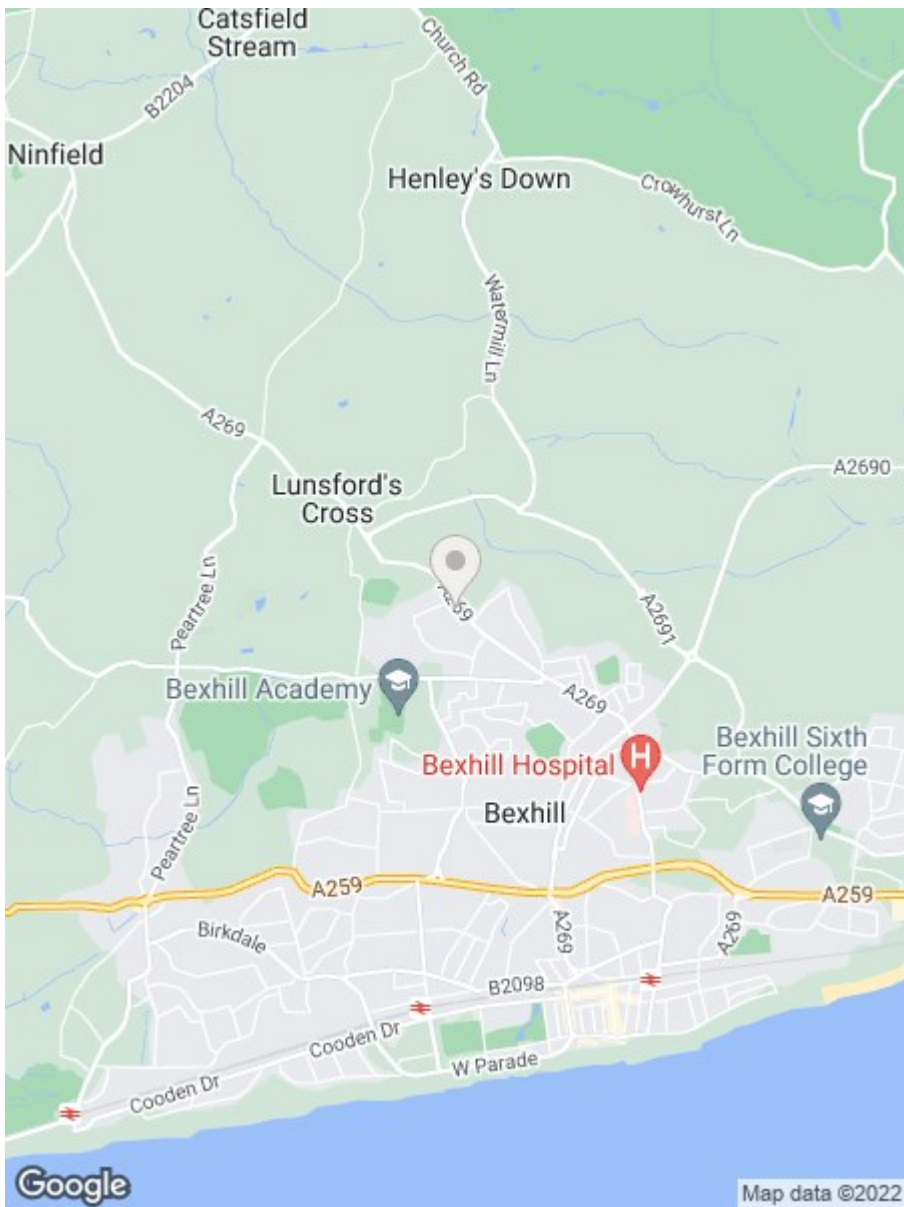 Catsfield
Stream
Church Rd
B2204
Ninfield
Henley's Down
Crowhurst Ln
Watermill Ln
A269
A2690
Lunsford's
Cross
Peartree Ln
A269
A2691
Bexhill Academy
A269
Bexhill Sixth
Form College
Bexhill Hospital
H
Bexhill
Peartree Ln
A259
A259
Birkdale
A269
A269
B2098
Cooden Dr
W Parade
Cooden Dr
Google
Map data ©2022